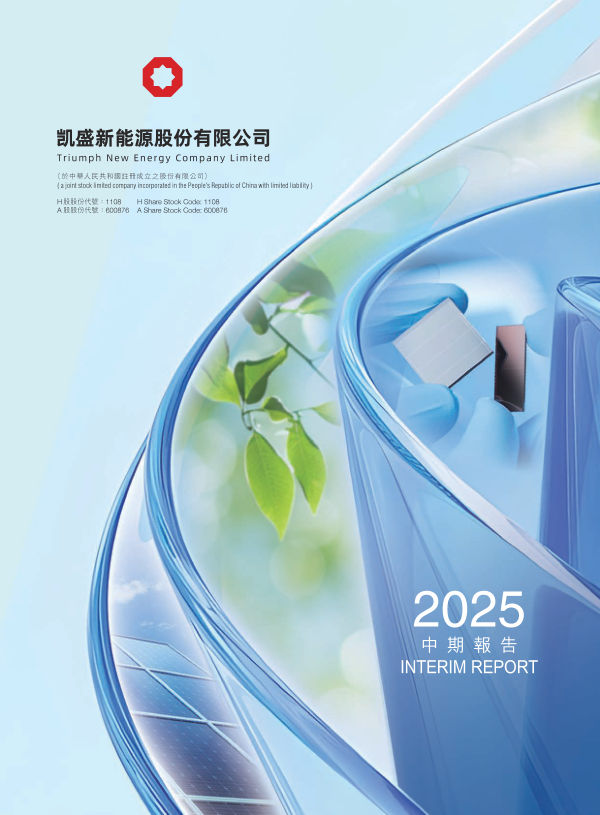 凯盛新能源股份有限公司
Triumph New Energy Company Limited
（於中華人民共和國註冊成立之股份有限公司）
( a joint stock limited company incorporated in the People's Republic of China with limited liability )
H股股份代號：1108 H Share Stock Code: 1108
A股股份代號：600876 A Share Stock Code: 600876
2025
中期報告
INTERIM REPORT